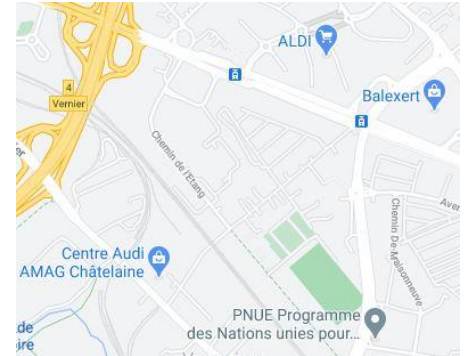 ALDI
4
Vernier
Balexert
Chemin de l'Etang
Chemin De-Maisonneuve
Centre Audi
AMAG Châtelaine
PNUE Programme
des Nations unies pour...